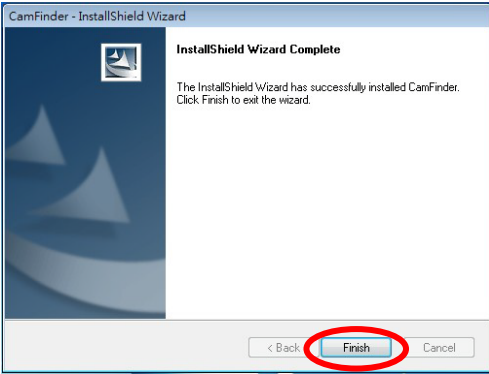 CamFinder - InstallShield Wizard
InstallShield Wizard Complete
The InstallShield Wizard has successfully installed CamFinder.
Click Finish to exit the wizard.
< Back
Finish
Cancel